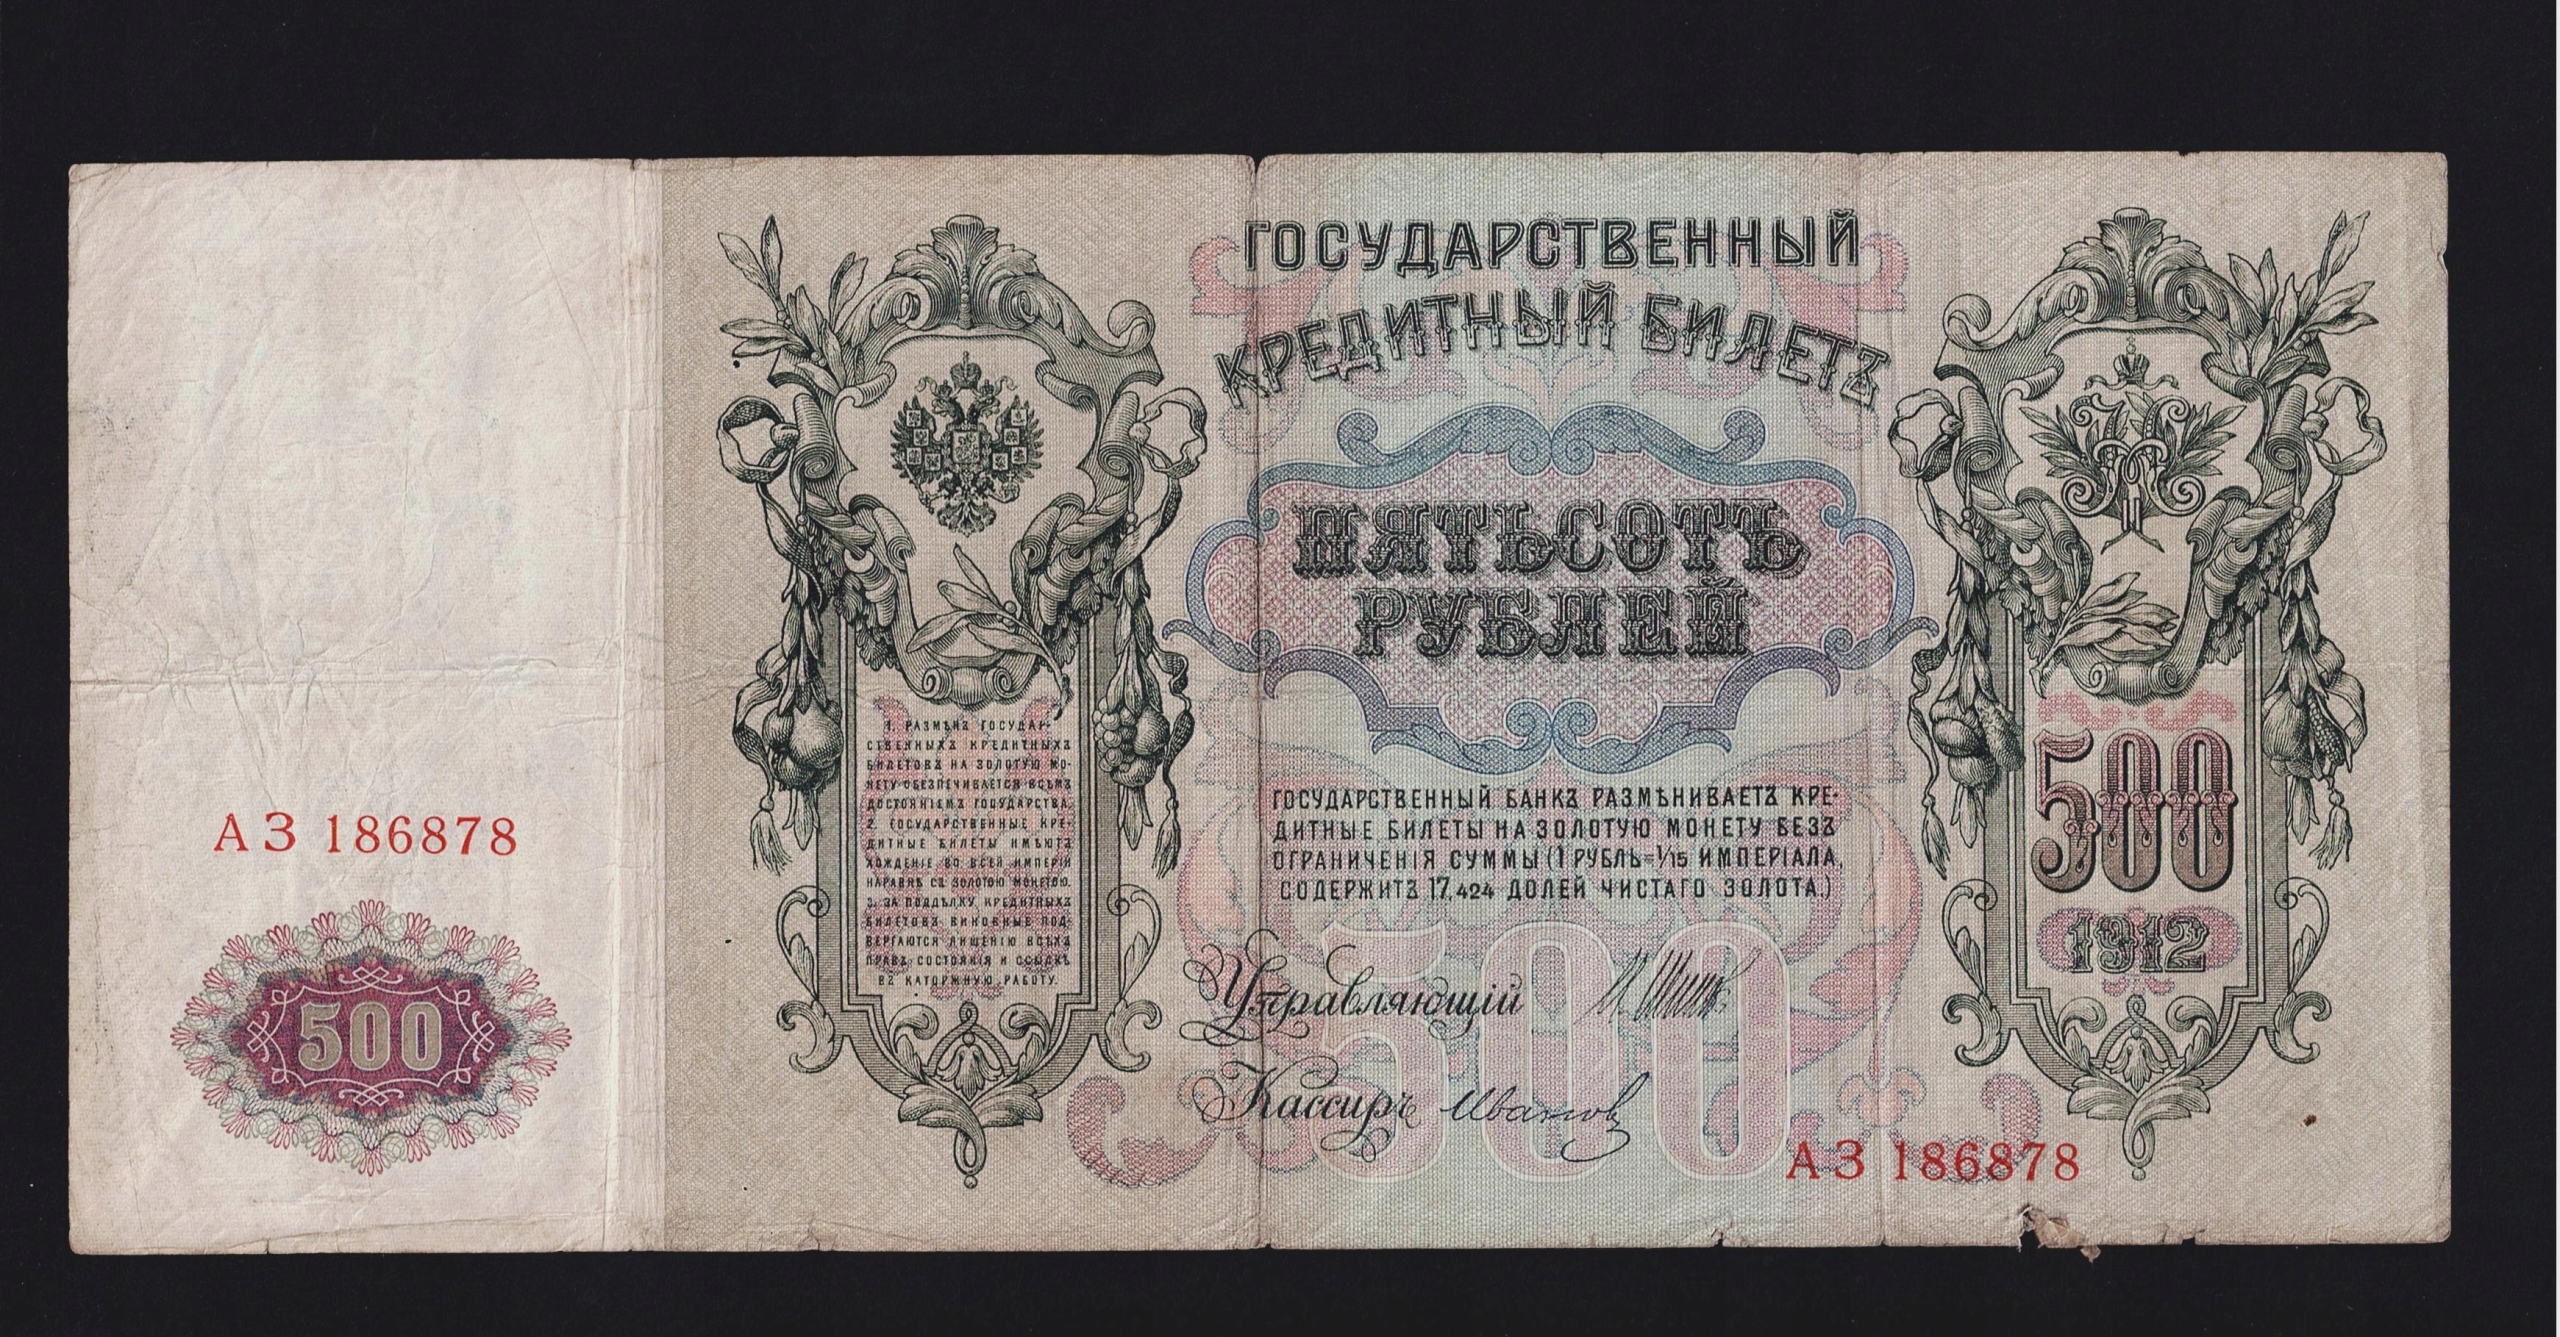 ГОСУДАРСТВЕННЫЙ
КРЕДИТНЫЙ БИЛЕТЪ
ПЯТЬСОТЪ
РУБЛЕЙ
1. РАЗМѢНЪ ГОСУДАР-
СТВЕННЫХЪ КРЕДИТНЫХЪ
БИЛЕТОВЪ НА ЗОЛОТУЮ МО-
НЕТУ ОБЕЗПЕЧИВАЕТСЯ ВСѢМЪ
ДОСТОЯНІЕМЪ ГОСУДАРСТВА.
2. ГОСУДАРСТВЕННЫЕ КРЕ-
ДИТНЫЕ БИЛЕТЫ ИМѢЮТЪ
ХОЖДЕНІЕ ВО ВСЕЙ ИМПЕРІИ
НАРАВНѢ СЪ ЗОЛОТОЮ МОНЕТОЮ.
3. ЗА ПОДДѢЛКУ КРЕДИТНЫХЪ
БИЛЕТОВЪ ВИНОВНЫЕ ПОД-
ВЕРГАЮТСЯ ЛИШЕНІЮ ВСѢХЪ
ПРАВЪ СОСТОЯНІЯ И ССЫЛКѢ
ВЪ КАТОРЖНУЮ РАБОТУ.
ГОСУДАРСТВЕННЫЙ БАНКЪ РАЗМѢНИВАЕТЪ КРЕ-
ДИТНЫЕ БИЛЕТЫ НА ЗОЛОТУЮ МОНЕТУ БЕЗЪ
ОГРАНИЧЕНІЯ СУММЫ (1 РУБЛЬ=1/15 ИМПЕРІАЛА,
СОДЕРЖИТЪ 17,424 ДОЛЕЙ ЧИСТАГО ЗОЛОТА.)
500
1912
АЗ 186878
500
500
Управляющій И. Шипов
Кассиръ Иванов
АЗ 186878